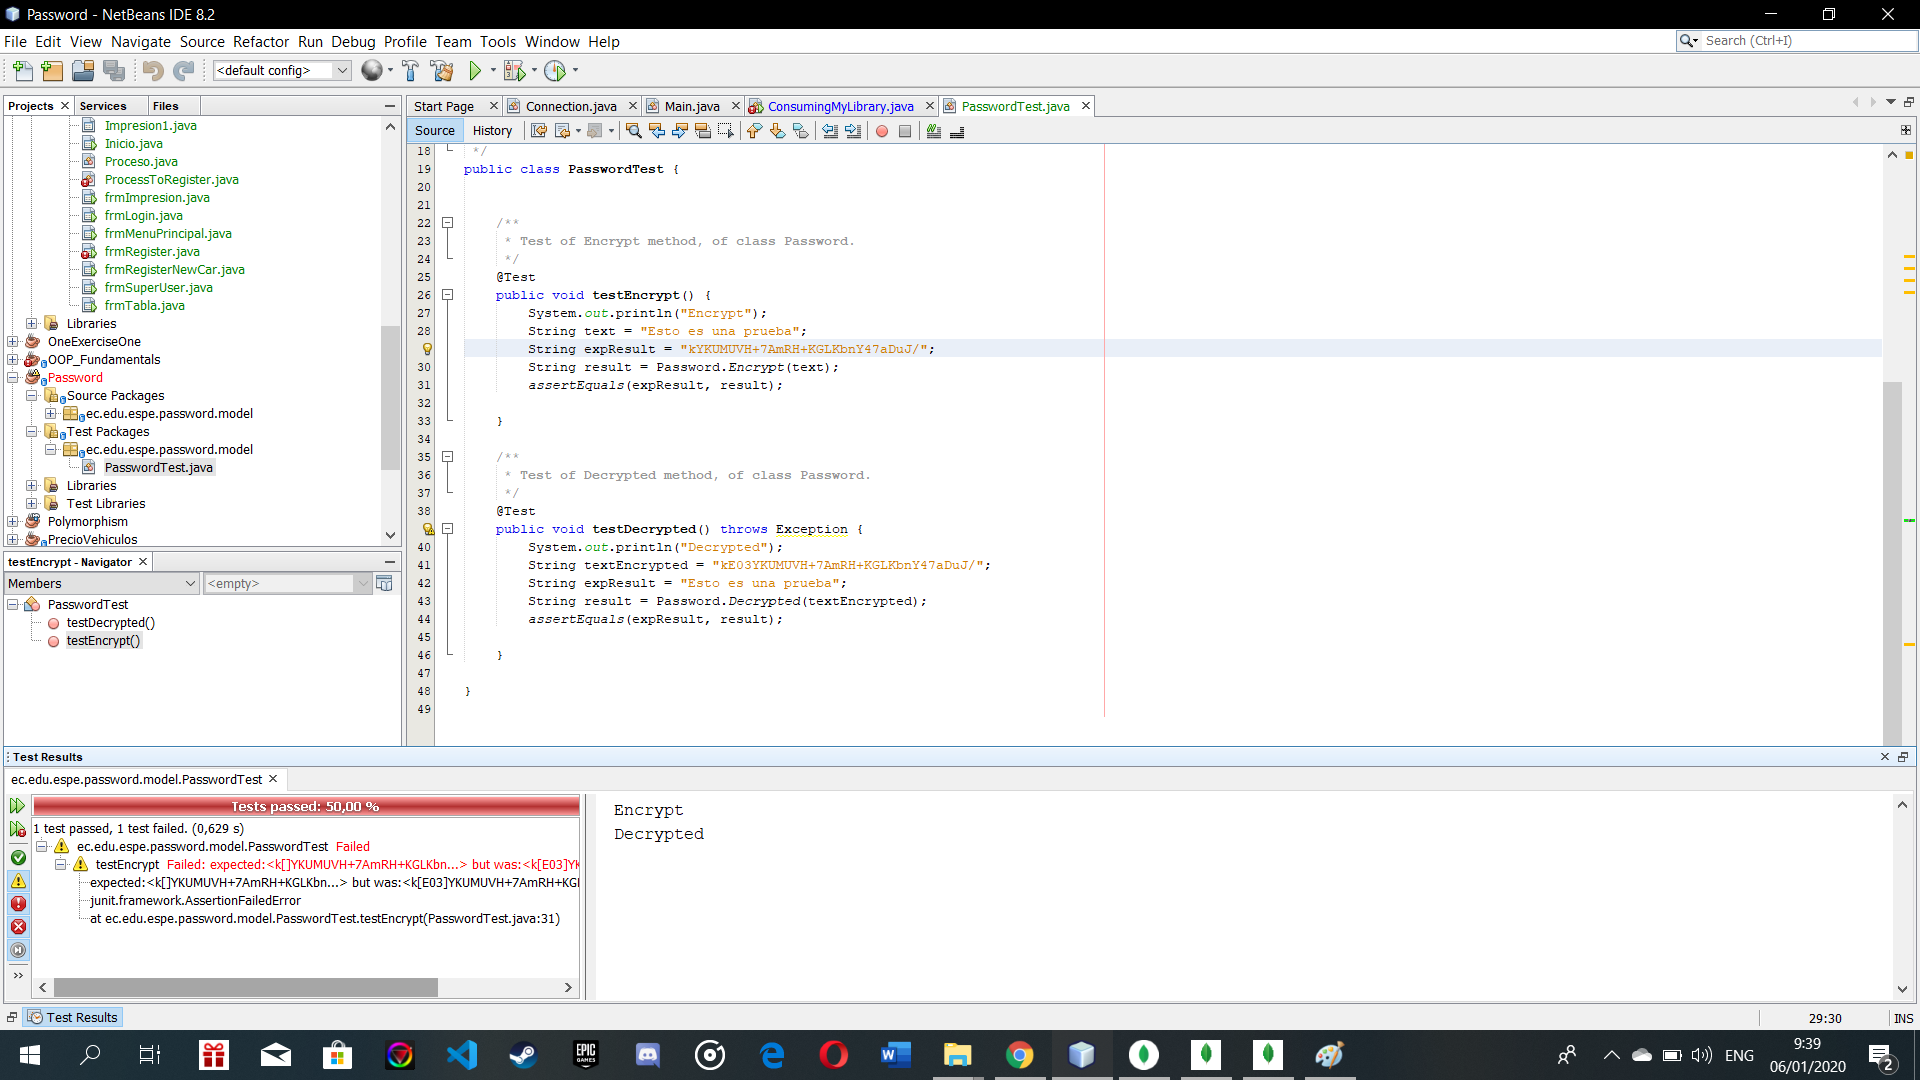 Password - NetBeans IDE 8.2
File Edit View Navigate Source Refactor Run Debug Profile Team Tools Window Help
Search (Ctrl+I)
<default config>
Projects Services Files
Impresion1.java
Inicio.java
Proceso.java
ProcessToRegister.java
frmImpresion.java
frmLogin.java
frmMenuPrincipal.java
frmRegister.java
frmRegisterNewCar.java
frmSuperUser.java
frmTabla.java
Libraries
OneExerciseOne
OOP_Fundamentals
Password
Source Packages
ec.edu.espe.password.model
Test Packages
ec.edu.espe.password.model
PasswordTest.java
Libraries
Test Libraries
Polymorphism
PrecioVehiculos
testEncrypt - Navigator
Members <empty>
PasswordTest
testDecrypted()
testEncrypt()
Start Page Connection.java Main.java ConsumingMyLibrary.java PasswordTest.java
Source History
18 */
19 public class PasswordTest {
20
21
22 /**
23 * Test of Encrypt method, of class Password.
24 */
25 @Test
26 public void testEncrypt() {
27 System.out.println("Encrypt");
28 String text = "Esto es una prueba";
String expResult = "kYKUMUVH+7AmRH+KGLKbnY47aDuJ/";
30 String result = Password.Encrypt(text);
31 assertEquals(expResult, result);
32
33 }
34
35 /**
36 * Test of Decrypted method, of class Password.
37 */
38 @Test
public void testDecrypted() throws Exception {
40 System.out.println("Decrypted");
41 String textEncrypted = "kE03YKUMUVH+7AmRH+KGLKbnY47aDuJ/";
42 String expResult = "Esto es una prueba";
43 String result = Password.Decrypted(textEncrypted);
44 assertEquals(expResult, result);
45
46 }
47
48 }
49
Test Results
ec.edu.espe.password.model.PasswordTest
Tests passed: 50,00 %
1 test passed, 1 test failed. (0,629 s)
ec.edu.espe.password.model.PasswordTest Failed
testEncrypt Failed: expected:<k[]YKUMUVH+7AmRH+KGLKbn...> but was:<k[E03]YK
expected:<k[]YKUMUVH+7AmRH+KGLKbn...> but was:<k[E03]YKUMUVH+7AmRH+KGL
junit.framework.AssertionFailedError
at ec.edu.espe.password.model.PasswordTest.testEncrypt(PasswordTest.java:31)
Encrypt
Decrypted
Test Results
29:30 INS
EPIC GAMES
ENG
9:39
06/01/2020
2